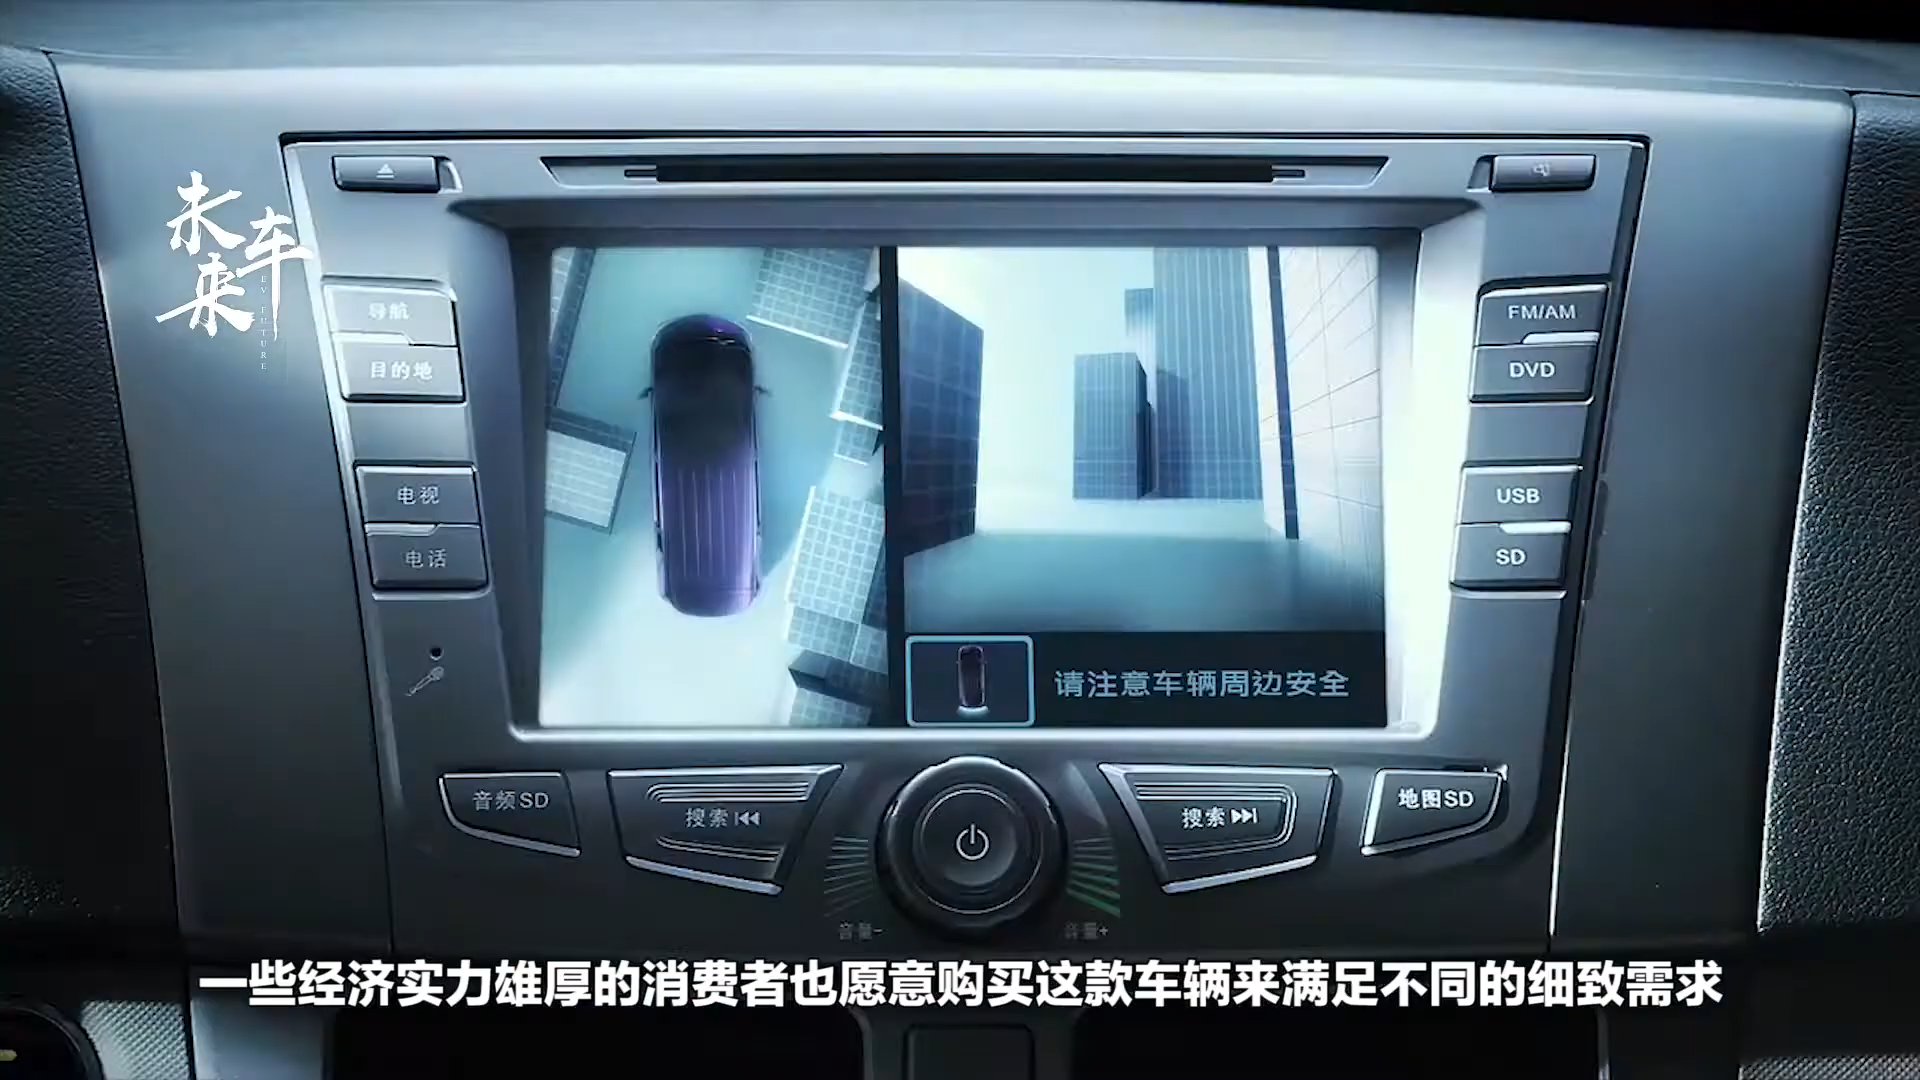 未来车
EV FUTURE
导航
目的地
电视
电话
FM/AM
DVD
USB
SD
请注意车辆周边安全
音频SD
搜索
搜索
地图SD
音量-
音量+
一些经济实力雄厚的消费者也愿意购买这款车辆来满足不同的细致需求